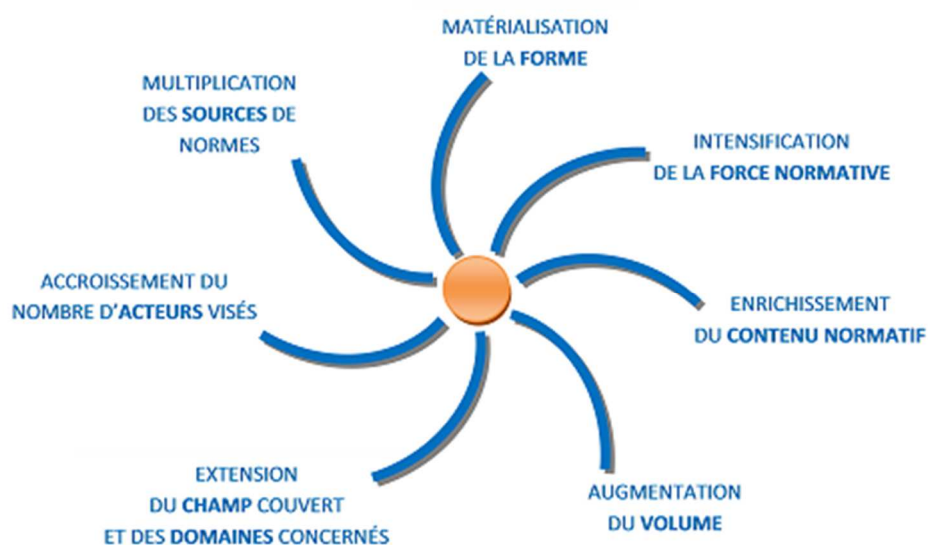 MATÉRIALISATION
DE LA FORME
INTENSIFICATION
DE LA FORCE NORMATIVE
ENRICHISSEMENT
DU CONTENU NORMATIF
AUGMENTATION
DU VOLUME
EXTENSION
DU CHAMP COUVERT
ET DES DOMAINES CONCERNÉS
ACCROISSEMENT DU
NOMBRE D'ACTEURS VISÉS
MULTIPLICATION
DES SOURCES DE
NORMES